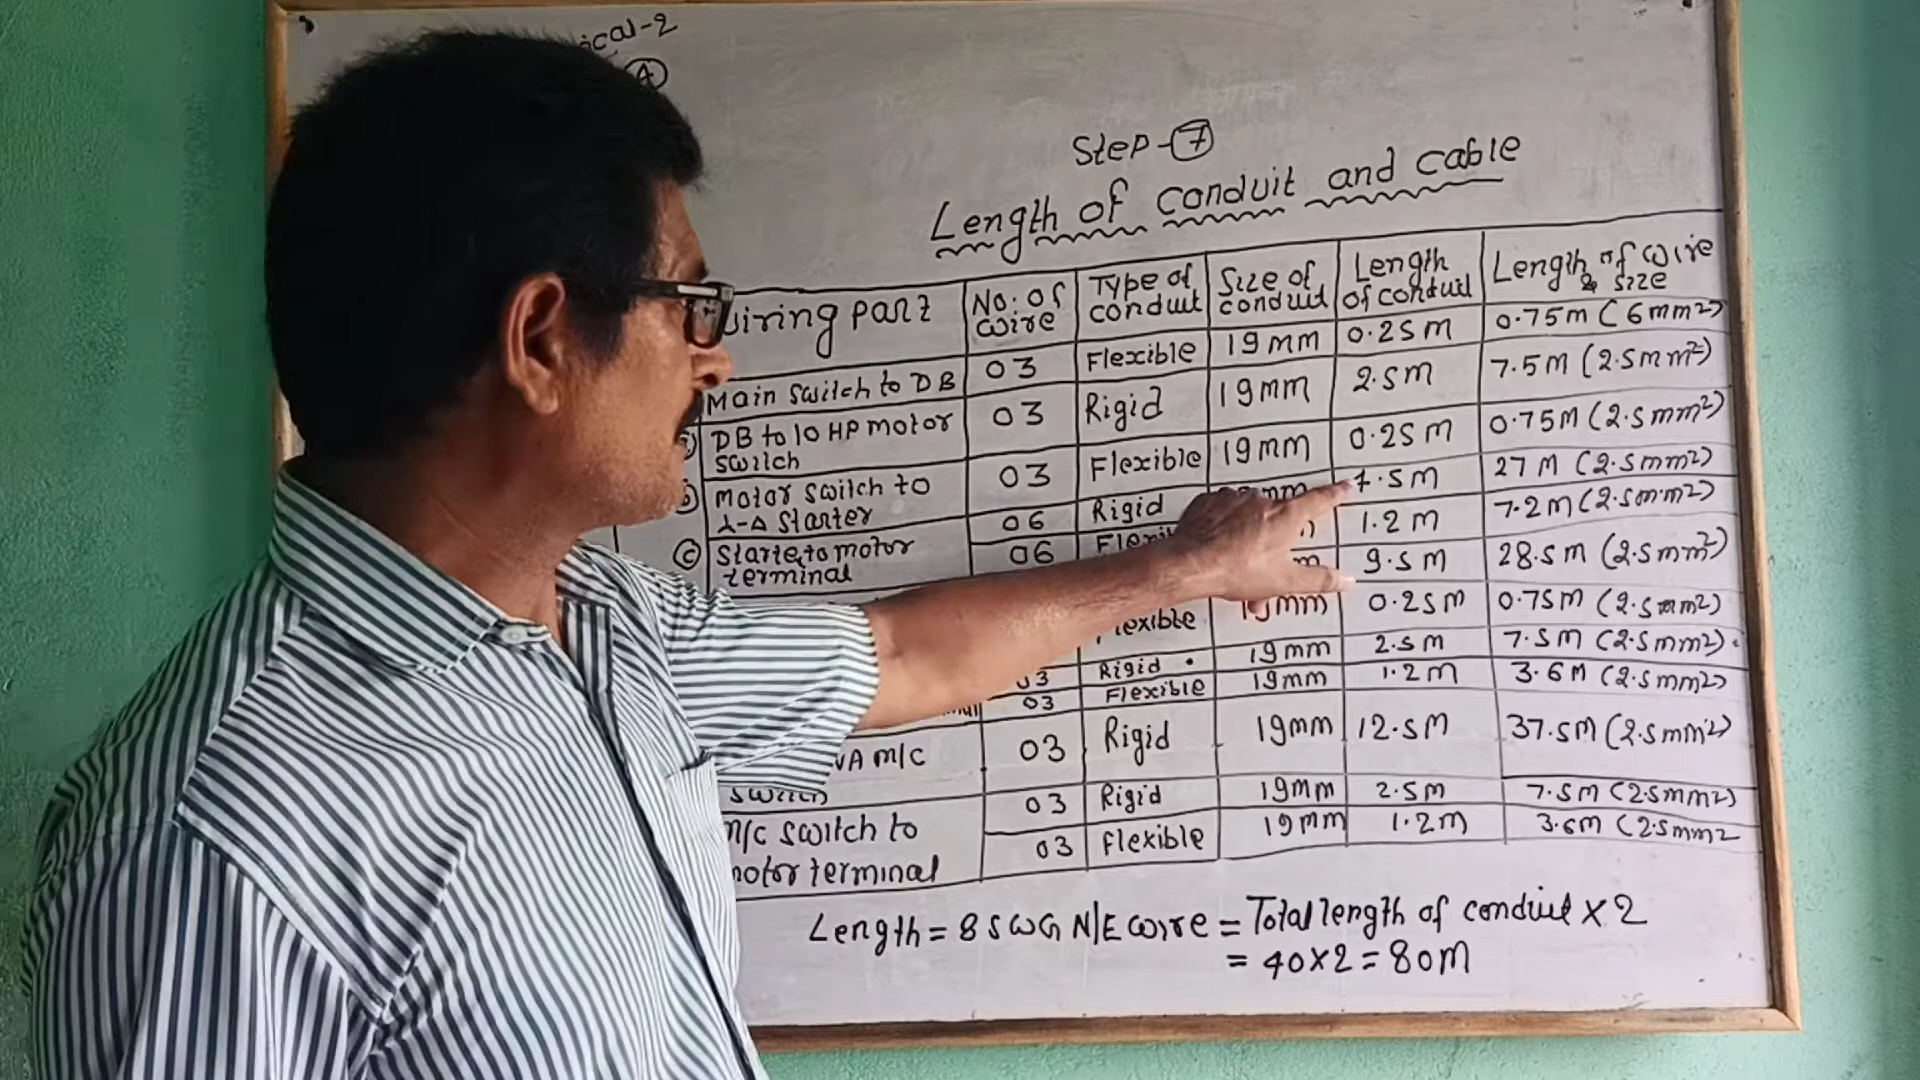 ical-2
A
Step-7
Length of conduit and cable
wiring part No. of wire Type of conduit Size of conduit Length of conduit Length of wire & size
Main switch to DB 03 Flexible 19mm 0.25m 0.75m (6mm2)
DB to 10 HP motor switch 03 Rigid 19mm 2.5m 7.5m (2.5mm2)
b Motor switch to λ-Δ starter 03 Flexible 19mm 0.25m 0.75m (2.5mm2)
c Starter to motor terminal 06 Rigid mm 4.5m 27m (2.5mm2)
06 1.2m 7.2m (2.5mm2)
9.5m 28.5m (2.5mm2)
Flexible 19mm 0.25m 0.75m (2.5mm2)
03 Rigid 19mm 2.5m 7.5m (2.5mm2)
03 Flexible 19mm 1.2m 3.6m (2.5mm2)
VA m/c switch 03 Rigid 19mm 12.5m 37.5m (2.5mm2)
m/c switch to motor terminal 03 Rigid 19mm 2.5m 7.5m (2.5mm2)
03 Flexible 19mm 1.2m 3.6m (2.5mm2
Length = 8 SWG N/E wire = Total length of conduit × 2
= 40×2 = 80m